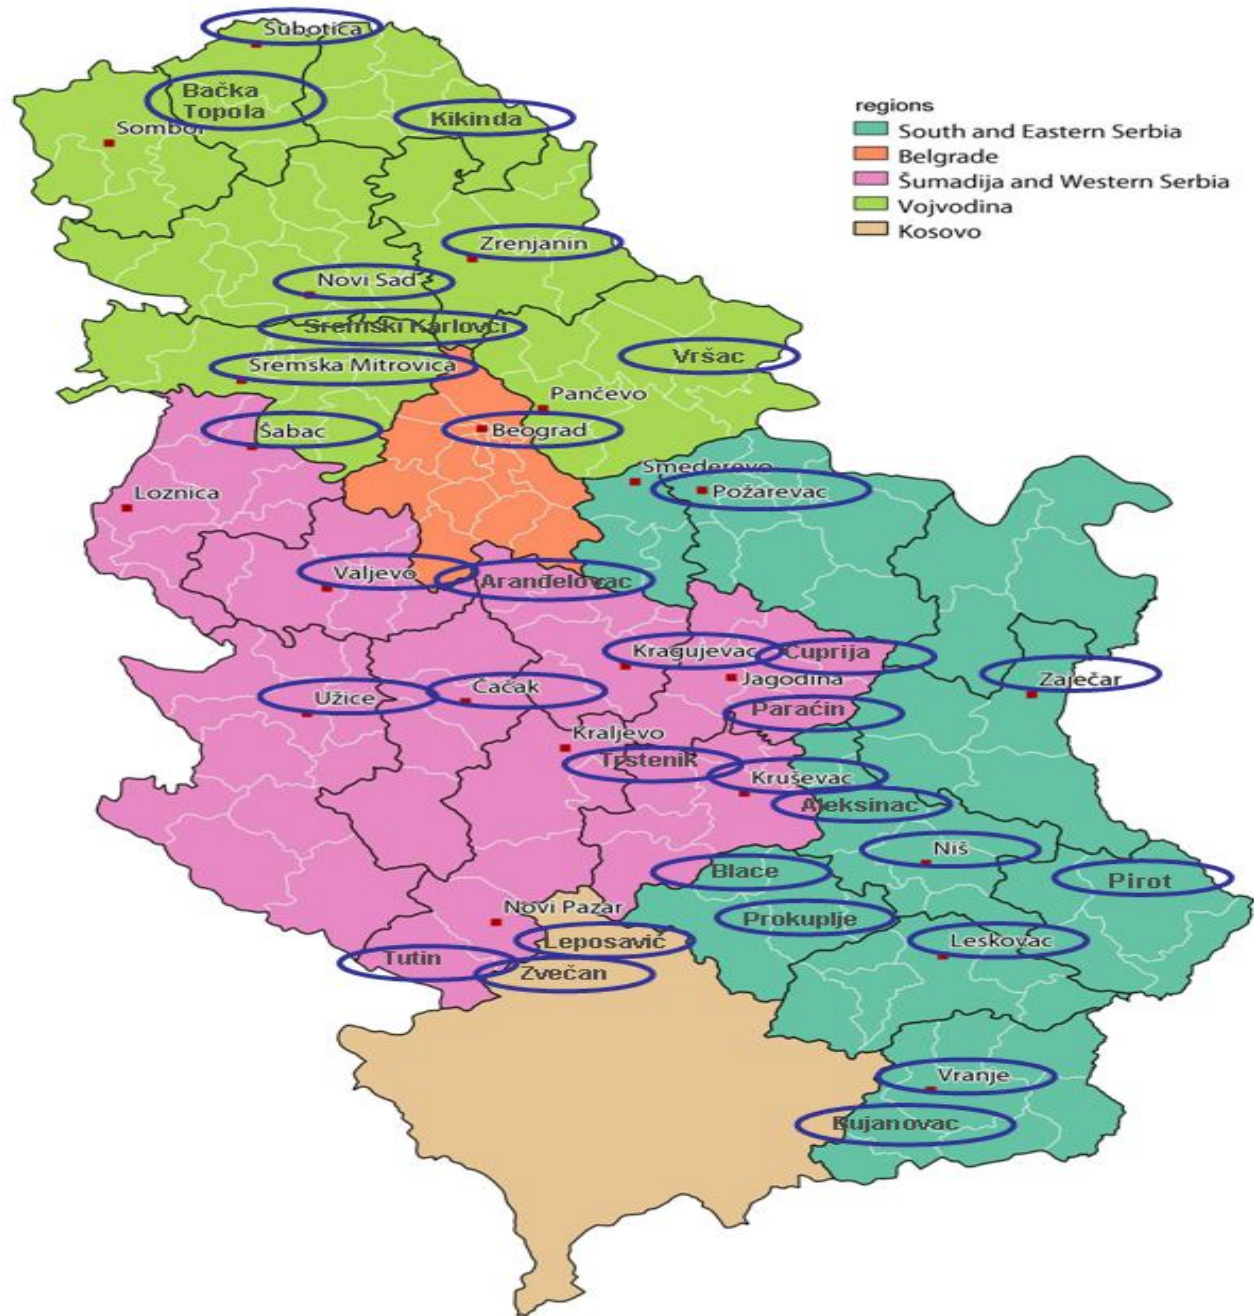 Subotica
Bačka
Topola
Kikinda
Sombor
regions
South and Eastern Serbia
Belgrade
Šumadija and Western Serbia
Vojvodina
Kosovo
Zrenjanin
Novi Sad
Sremski Karlovci
Sremska Mitrovica
Vršac
Pančevo
Šabac
Beograd
Smederevo
Požarevac
Loznica
Valjevo
Aranđelovac
Kragujevac
Ćuprija
Jagodina
Zaječar
Užice
Čačak
Paraćin
Kraljevo
Trstenik
Kruševac
Aleksinac
Niš
Blace
Pirot
Novi Pazar
Prokuplje
Leposavič
Leskovac
Tutin
Zvečan
Vranje
Bujanovac